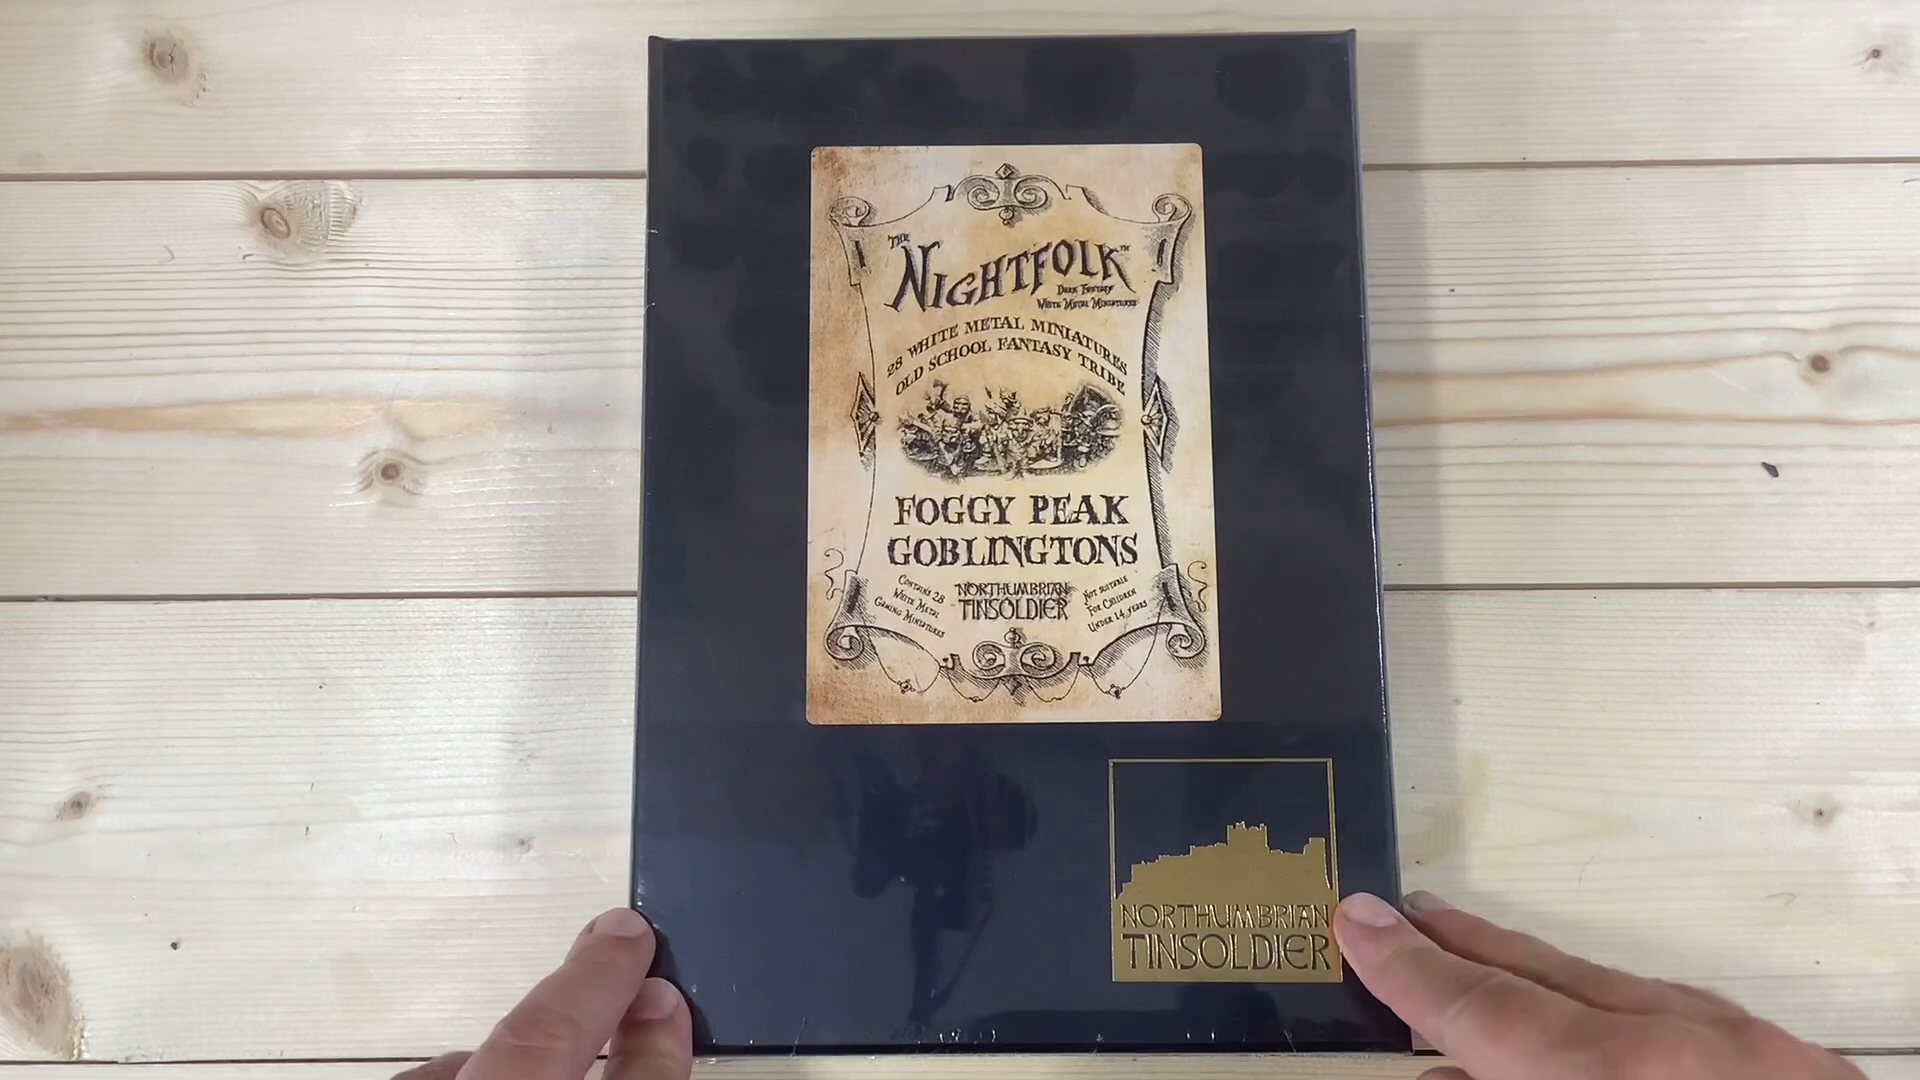 THE
NIGHTFOLK™
DARK FANTASY
WHITE METAL MINIATURES
28 WHITE METAL MINIATURES
OLD SCHOOL FANTASY TRIBE
FOGGY PEAK
GOBLINGTONS
CONTAINS 28
WHITE METAL
GAMING MINIATURES
NORTHUMBRIAN
TINSOLDIER
NOT SUITABLE
FOR CHILDREN
UNDER 14 YEARS
NORTHUMBRIAN
TINSOLDIER